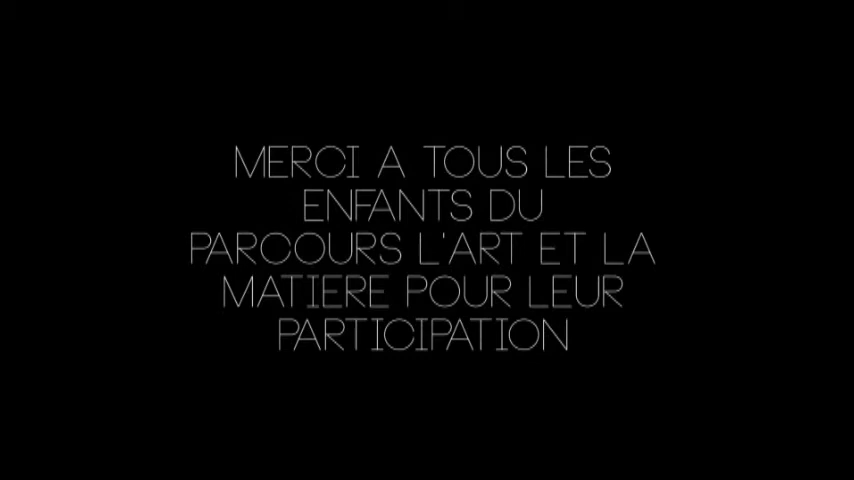 MERCI A TOUS LES
ENFANTS DU
PARCOURS L'ART ET LA
MATIERE POUR LEUR
PARTICIPATION